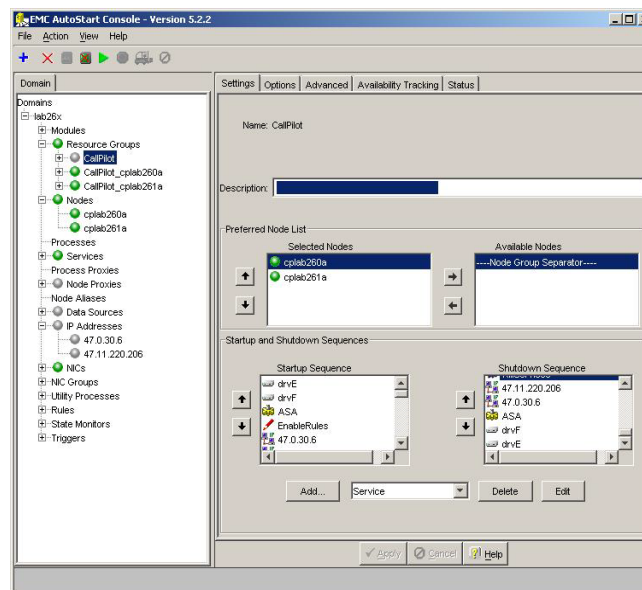 EMC AutoStart Console - Version 5.2.2
File Action View Help
Domain
Domains
lab26x
Modules
Resource Groups
CallPilot
CallPilot_cplab260a
CallPilot_cplab261a
Nodes
cplab260a
cplab261a
Processes
Services
Process Proxies
Node Proxies
Node Aliases
Data Sources
IP Addresses
47.0.30.6
47.11.220.206
NICs
NIC Groups
Utility Processes
Rules
State Monitors
Triggers
Settings Options Advanced Availability Tracking Status
Name: CallPilot
Description:
Preferred Node List
Selected Nodes
cplab260a
cplab261a
Available Nodes
----Node Group Separator----
Startup and Shutdown Sequences
Startup Sequence
drvE
drvF
ASA
EnableRules
47.0.30.6
Shutdown Sequence
47.11.220.206
47.0.30.6
ASA
drvF
drvE
Add... Service Delete Edit
Apply Cancel Help